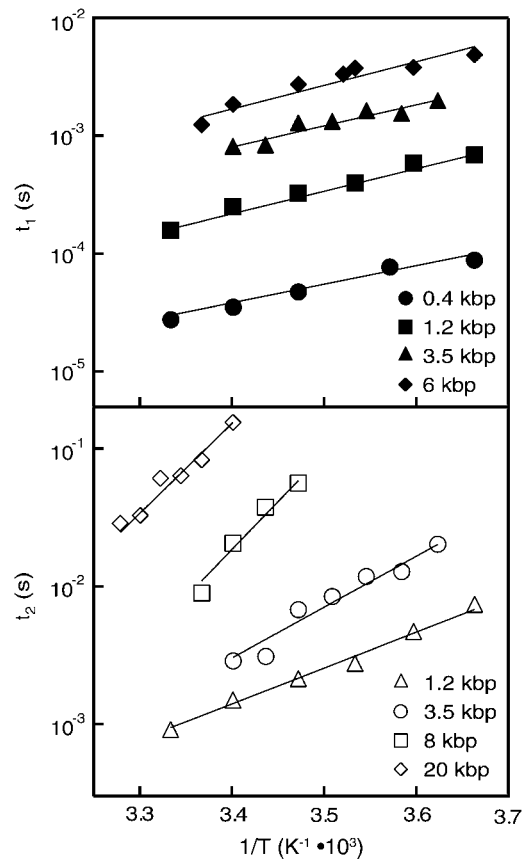 10⁻²
10⁻³
10⁻⁴
10⁻⁵
t₁ (s)
0.4 kbp
1.2 kbp
3.5 kbp
6 kbp
10⁻¹
10⁻²
10⁻³
t₂ (s)
1.2 kbp
3.5 kbp
8 kbp
20 kbp
3.3 3.4 3.5 3.6 3.7
1/T (K⁻¹ •10³)